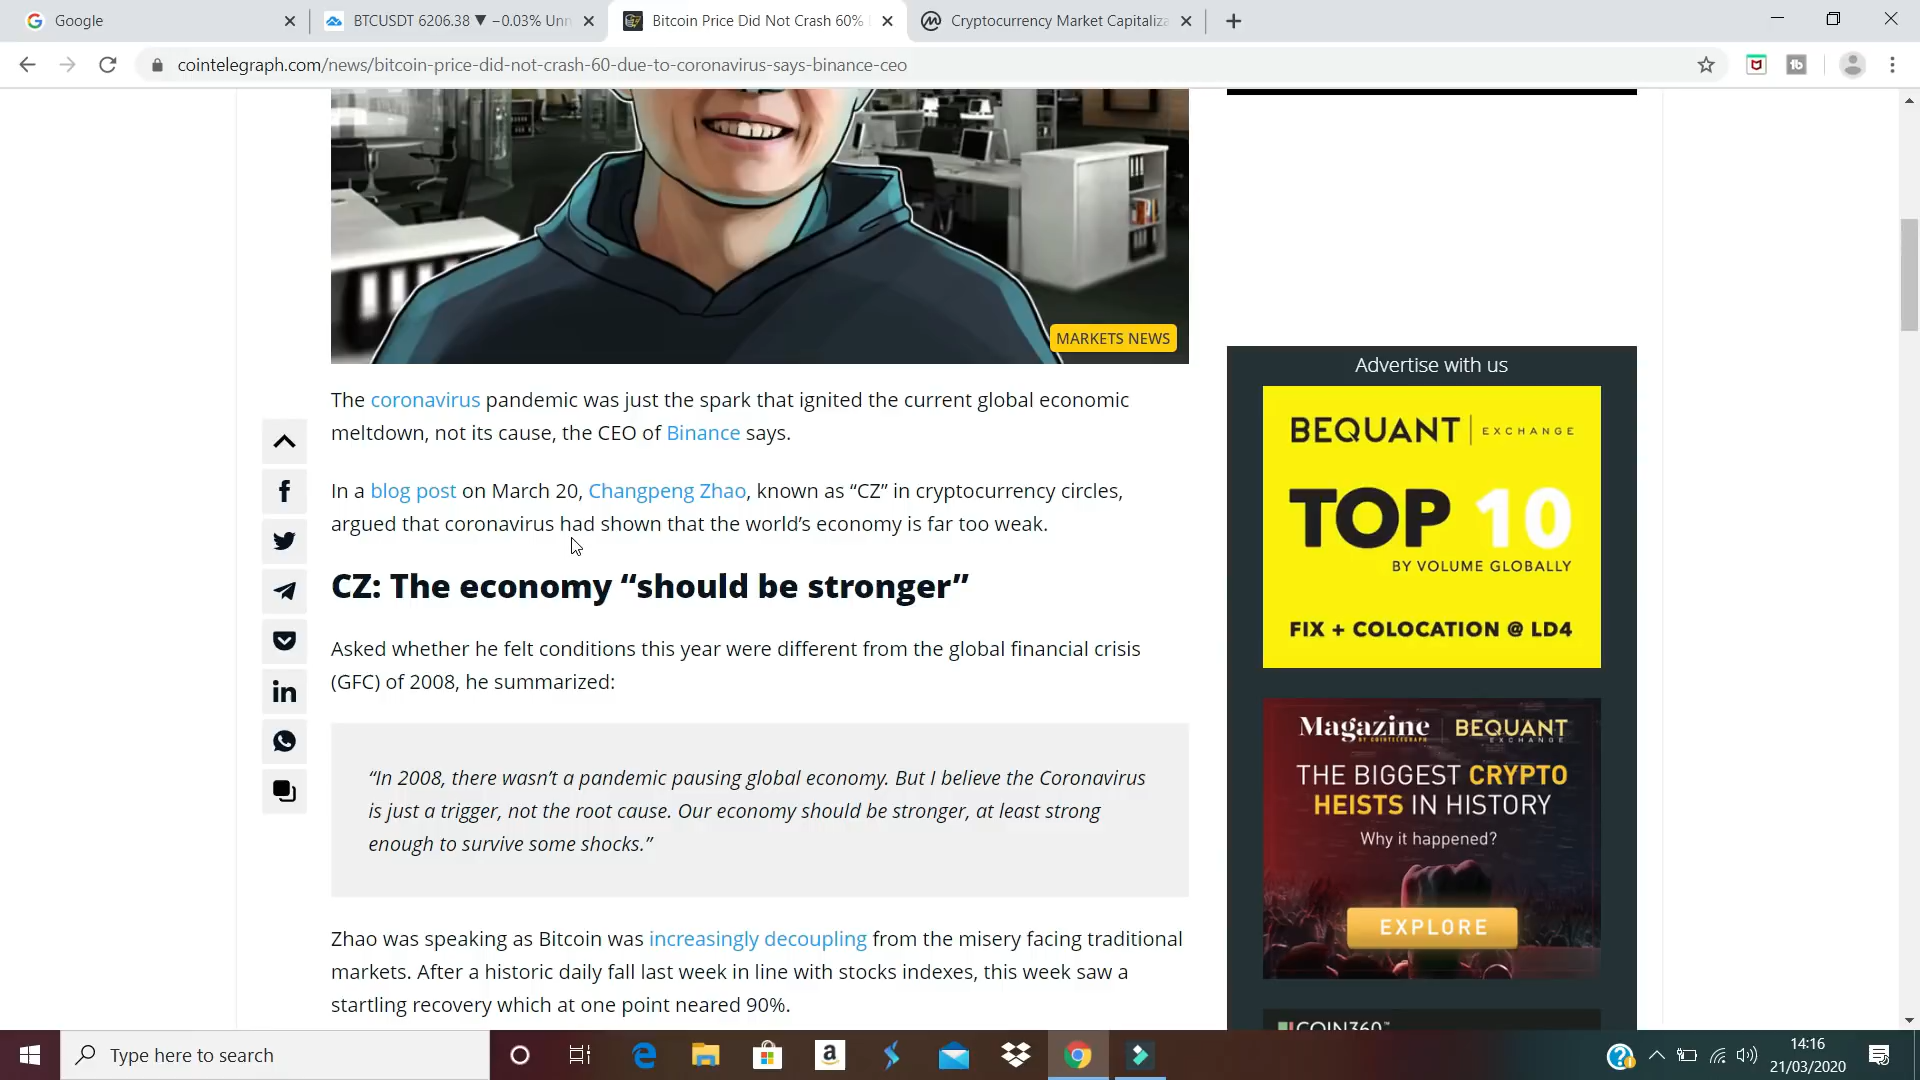 Google
BTCUSDT 6206.38 ▼ −0.03% Unn
Bitcoin Price Did Not Crash 60%
Cryptocurrency Market Capitaliza
cointelegraph.com/news/bitcoin-price-did-not-crash-60-due-to-coronavirus-says-binance-ceo
MARKETS NEWS
The coronavirus pandemic was just the spark that ignited the current global economic
meltdown, not its cause, the CEO of Binance says.
In a blog post on March 20, Changpeng Zhao, known as “CZ” in cryptocurrency circles,
argued that coronavirus had shown that the world’s economy is far too weak.
CZ: The economy “should be stronger”
Asked whether he felt conditions this year were different from the global financial crisis
(GFC) of 2008, he summarized:
“In 2008, there wasn’t a pandemic pausing global economy. But I believe the Coronavirus
is just a trigger, not the root cause. Our economy should be stronger, at least strong
enough to survive some shocks.”
Zhao was speaking as Bitcoin was increasingly decoupling from the misery facing traditional
markets. After a historic daily fall last week in line with stocks indexes, this week saw a
startling recovery which at one point neared 90%.
Advertise with us
BEQUANT | EXCHANGE
TOP 10
BY VOLUME GLOBALLY
FIX + COLOCATION @ LD4
Magazine BY COINTELEGRAPH | BEQUANT EXCHANGE
THE BIGGEST CRYPTO
HEISTS IN HISTORY
Why it happened?
EXPLORE
COIN360™
Type here to search
14:16
21/03/2020